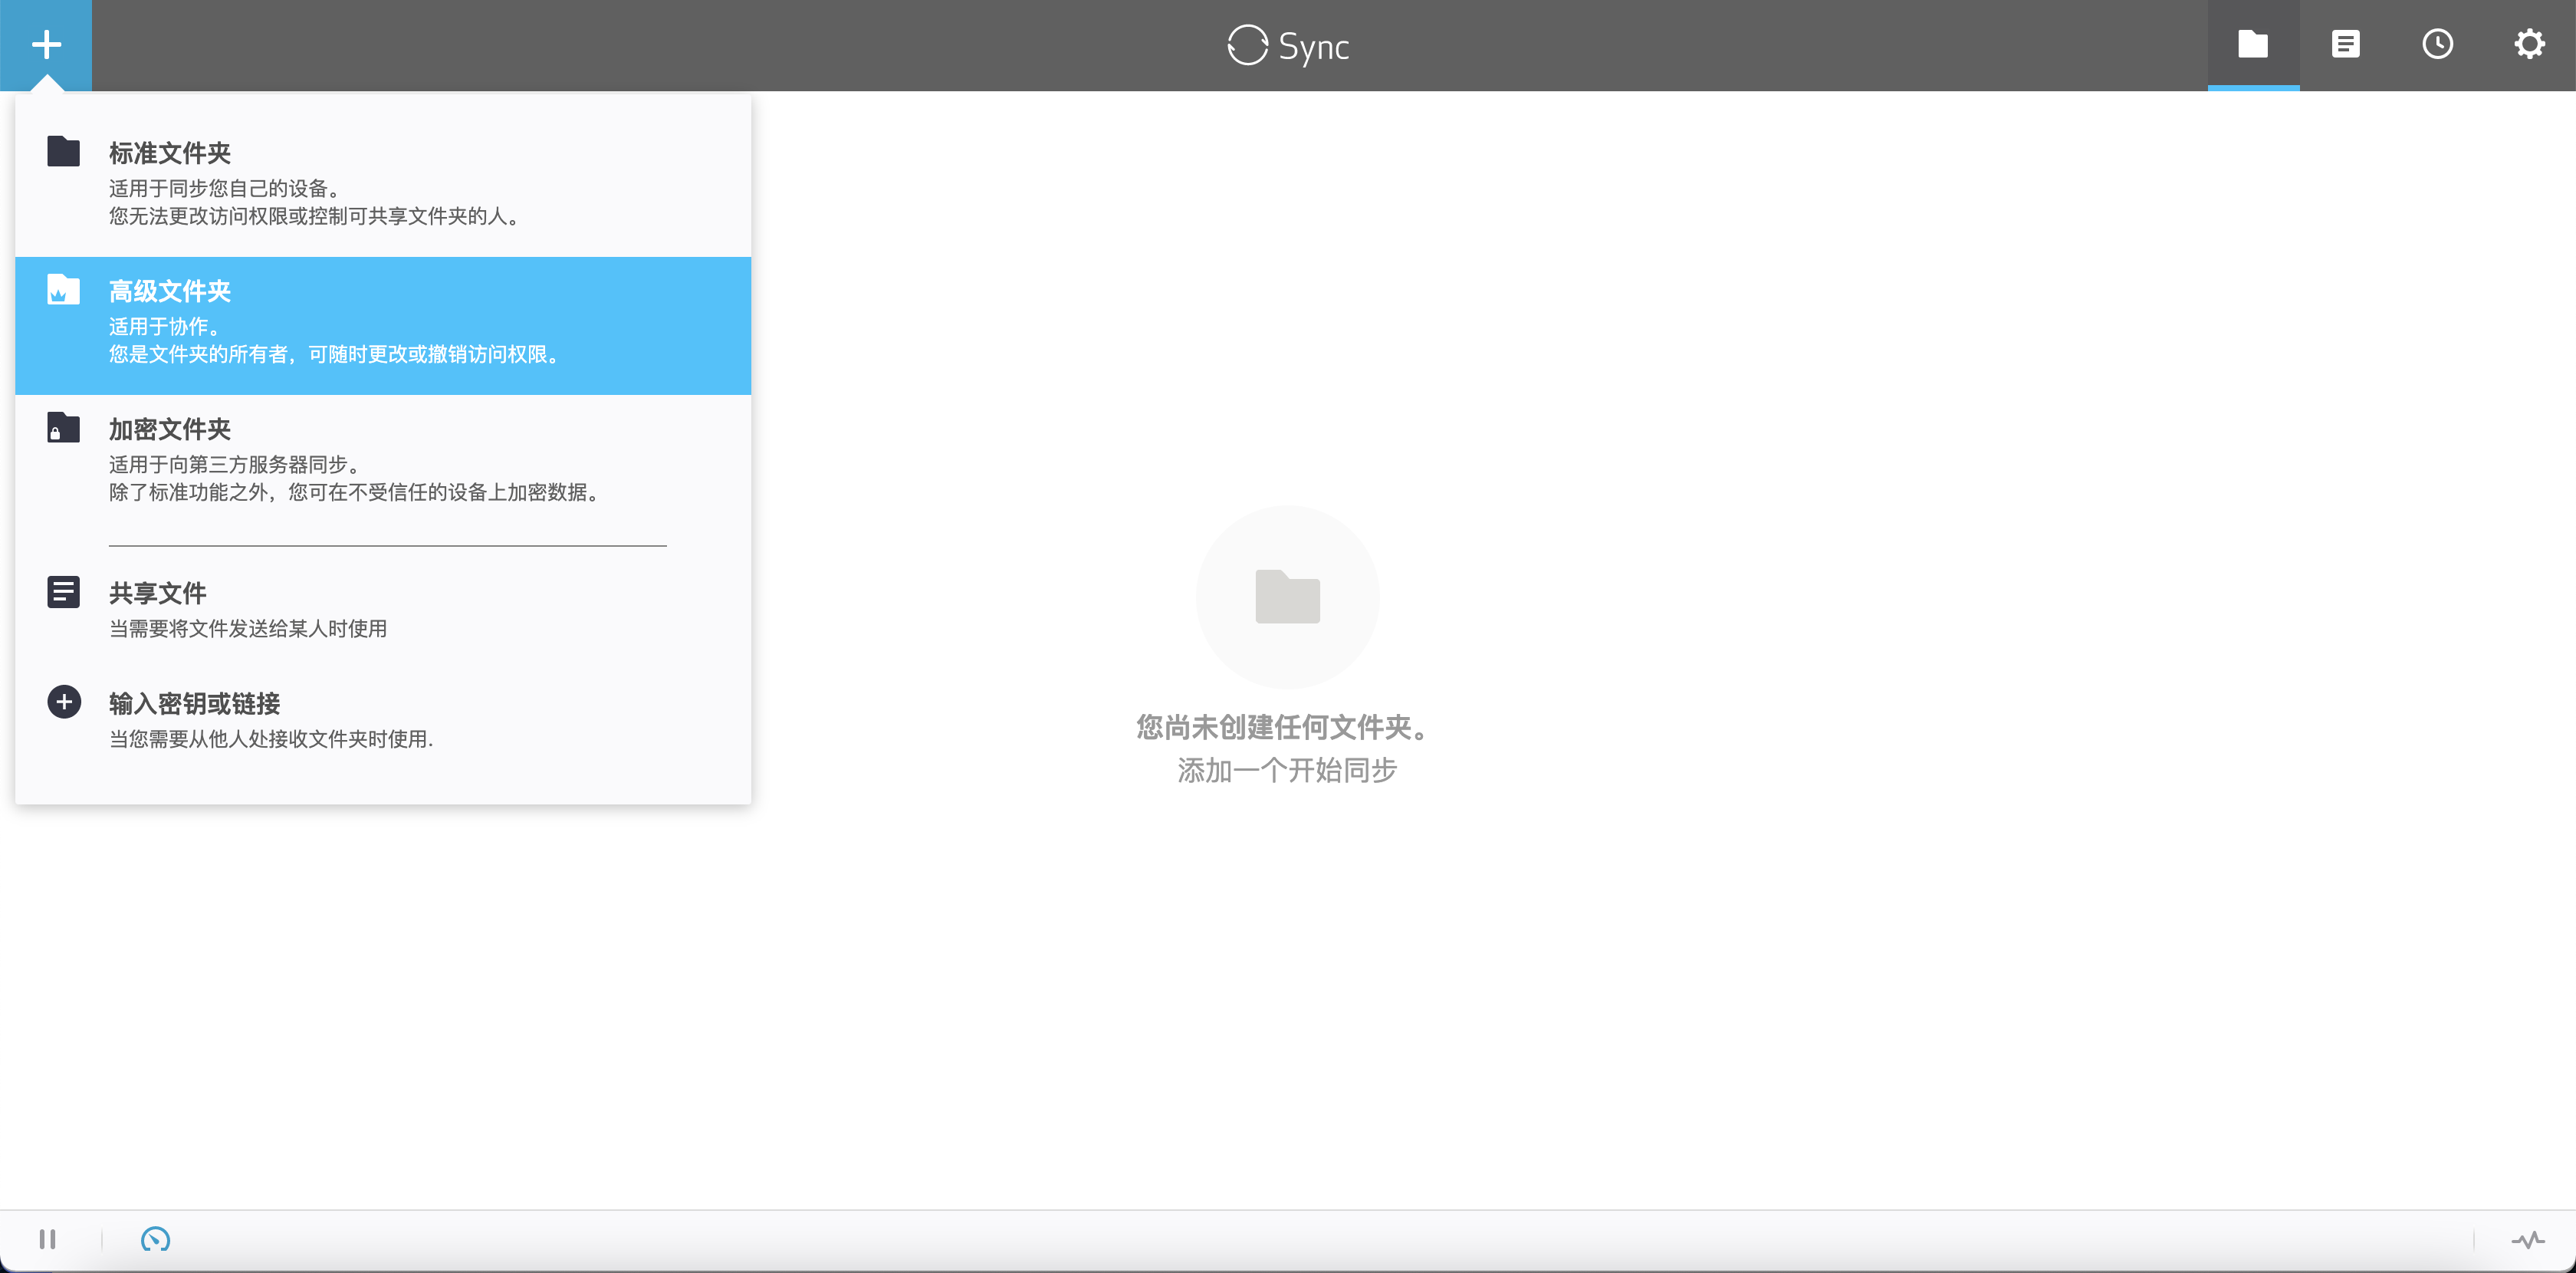 Sync
标准文件夹
适用于同步您自己的设备。
您无法更改访问权限或控制可共享文件夹的人。
高级文件夹
适用于协作。
您是文件夹的所有者，可随时更改或撤销访问权限。
加密文件夹
适用于向第三方服务器同步。
除了标准功能之外，您可在不受信任的设备上加密数据。
共享文件
当需要将文件发送给某人时使用
输入密钥或链接
当您需要从他人处接收文件夹时使用.
您尚未创建任何文件夹。
添加一个开始同步